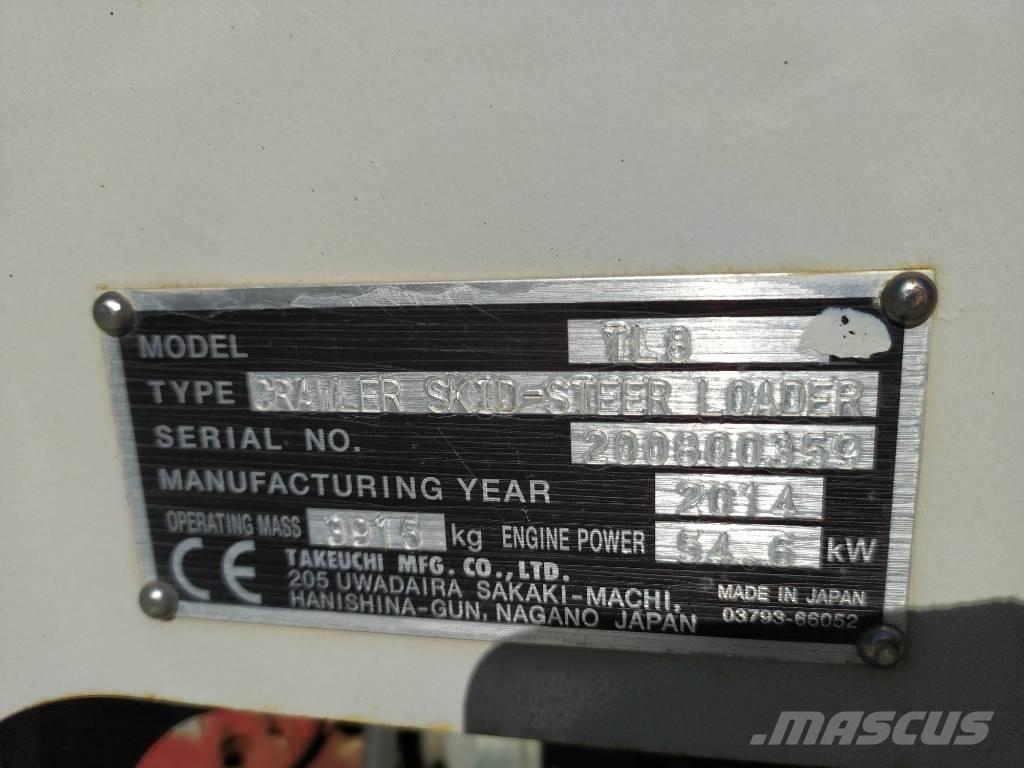 MODEL TL8
TYPE CRAWLER SKID-STEER LOADER
SERIAL NO. 200800359
MANUFACTURING YEAR 2014
OPERATING MASS 3915 kg ENGINE POWER 54.6 kW
CE TAKEUCHI MFG. CO., LTD.
205 UWADAIRA SAKAKI-MACHI, MADE IN JAPAN
HANISHINA-GUN, NAGANO JAPAN 03793-66052
MASCUS